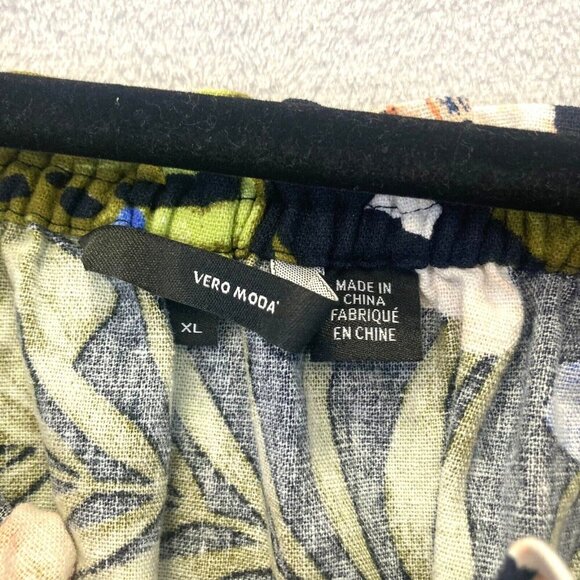 VERO MODA
XL
MADE IN
CHINA
FABRIQUÉ
EN CHINE